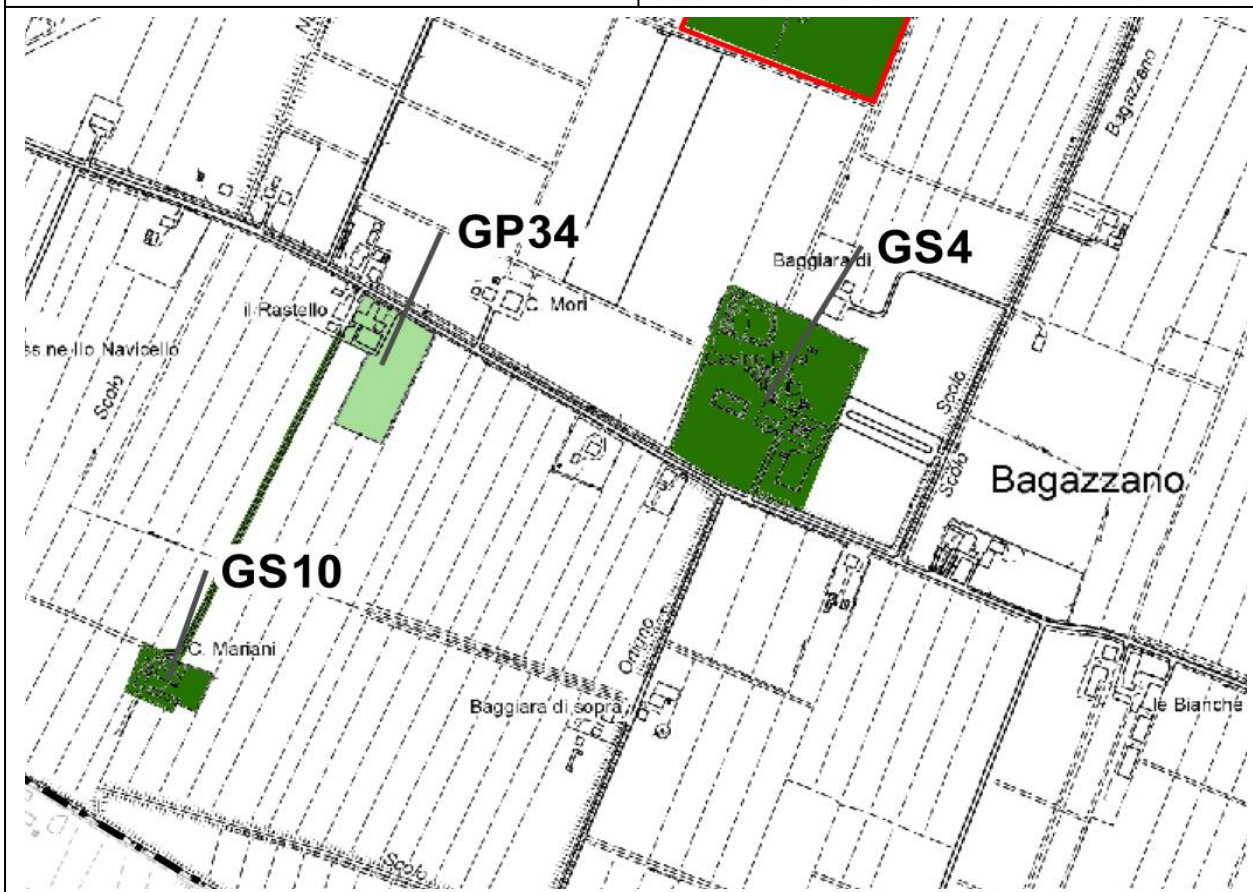 Bagazzano
GP34
GS4
Baggiara di
il Rastello
C. Mori
Navicello
Scolo
Scolo
Scolo
Bagazzano
GS10
C. Mariani
Baggiara di sopra
le Bianche
Scolo